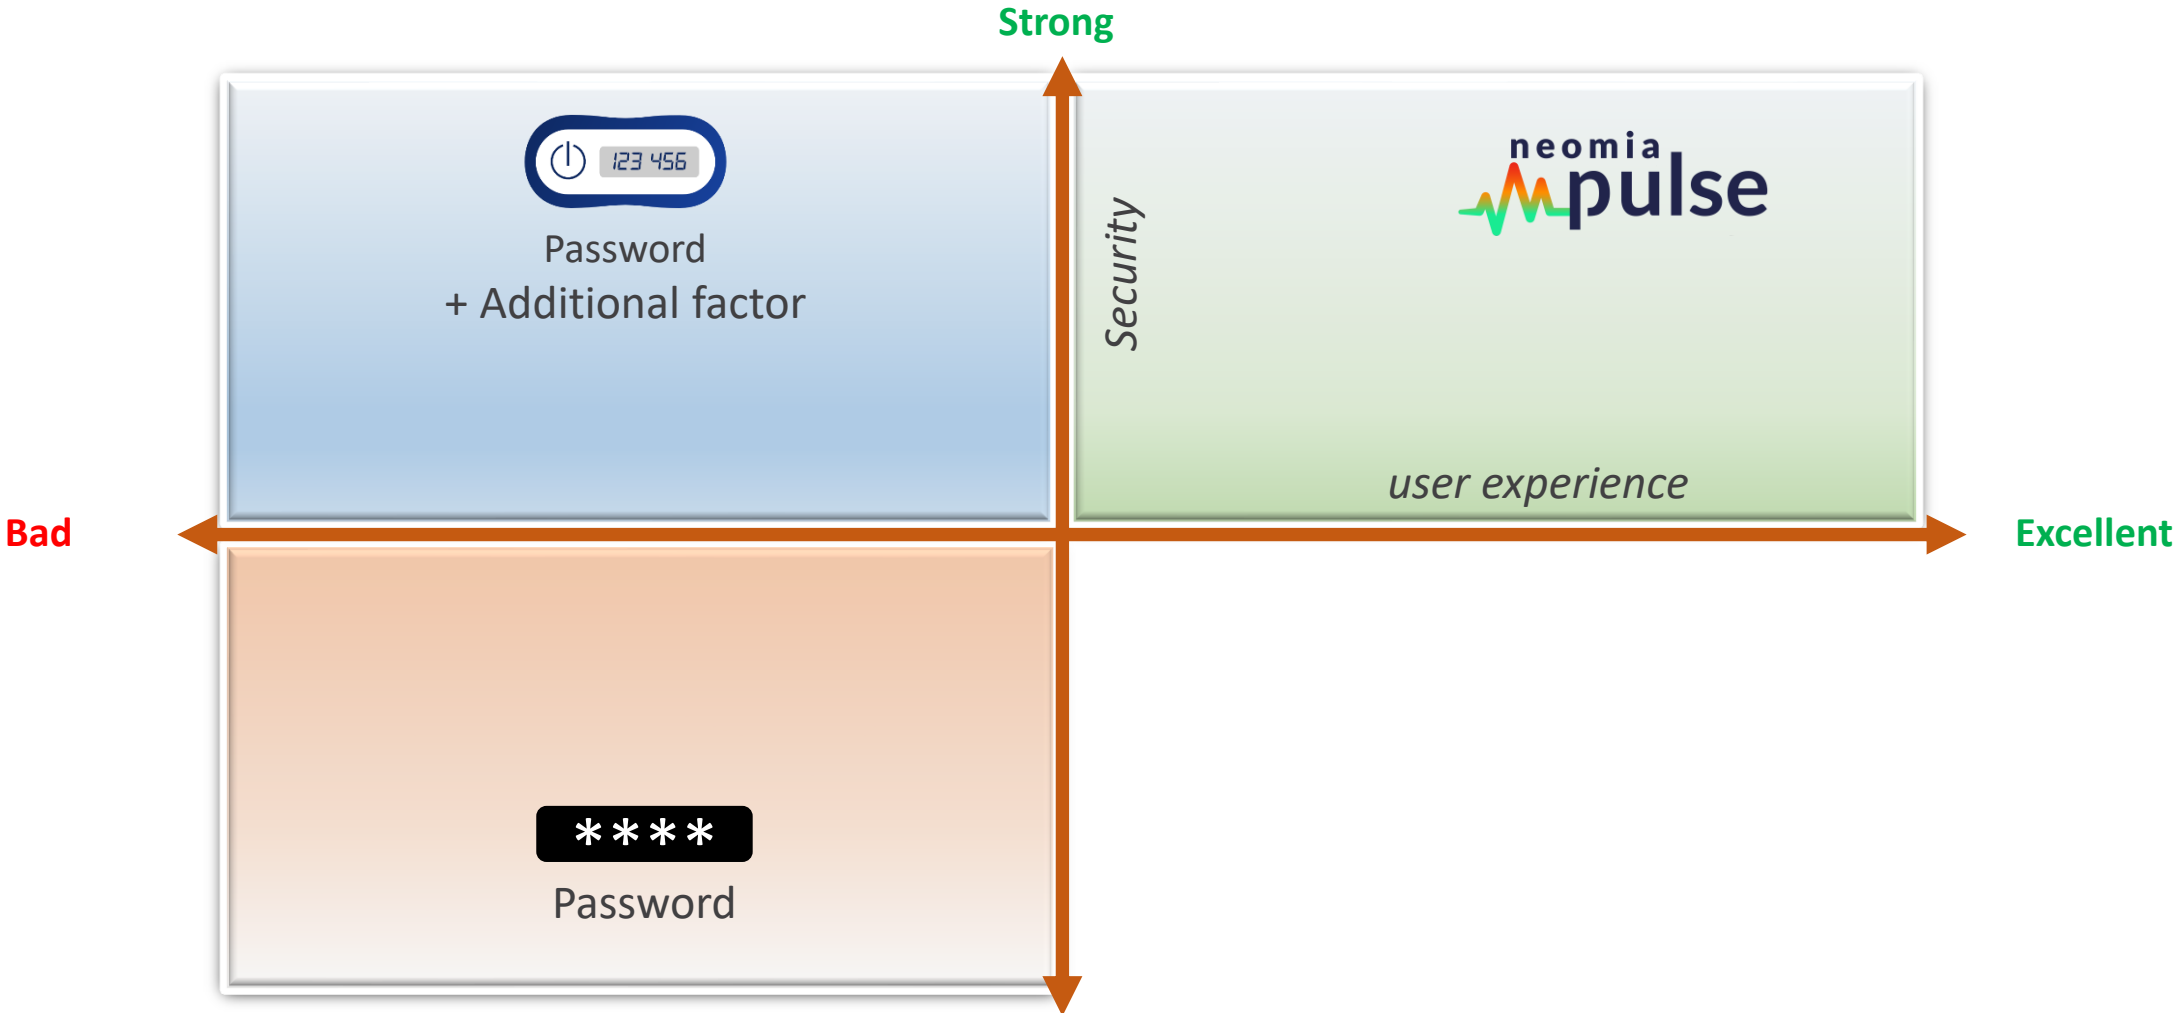 Strong
123 456
Password
+ Additional factor
Security
neomia
pulse
user experience
Bad
Excellent
****
Password